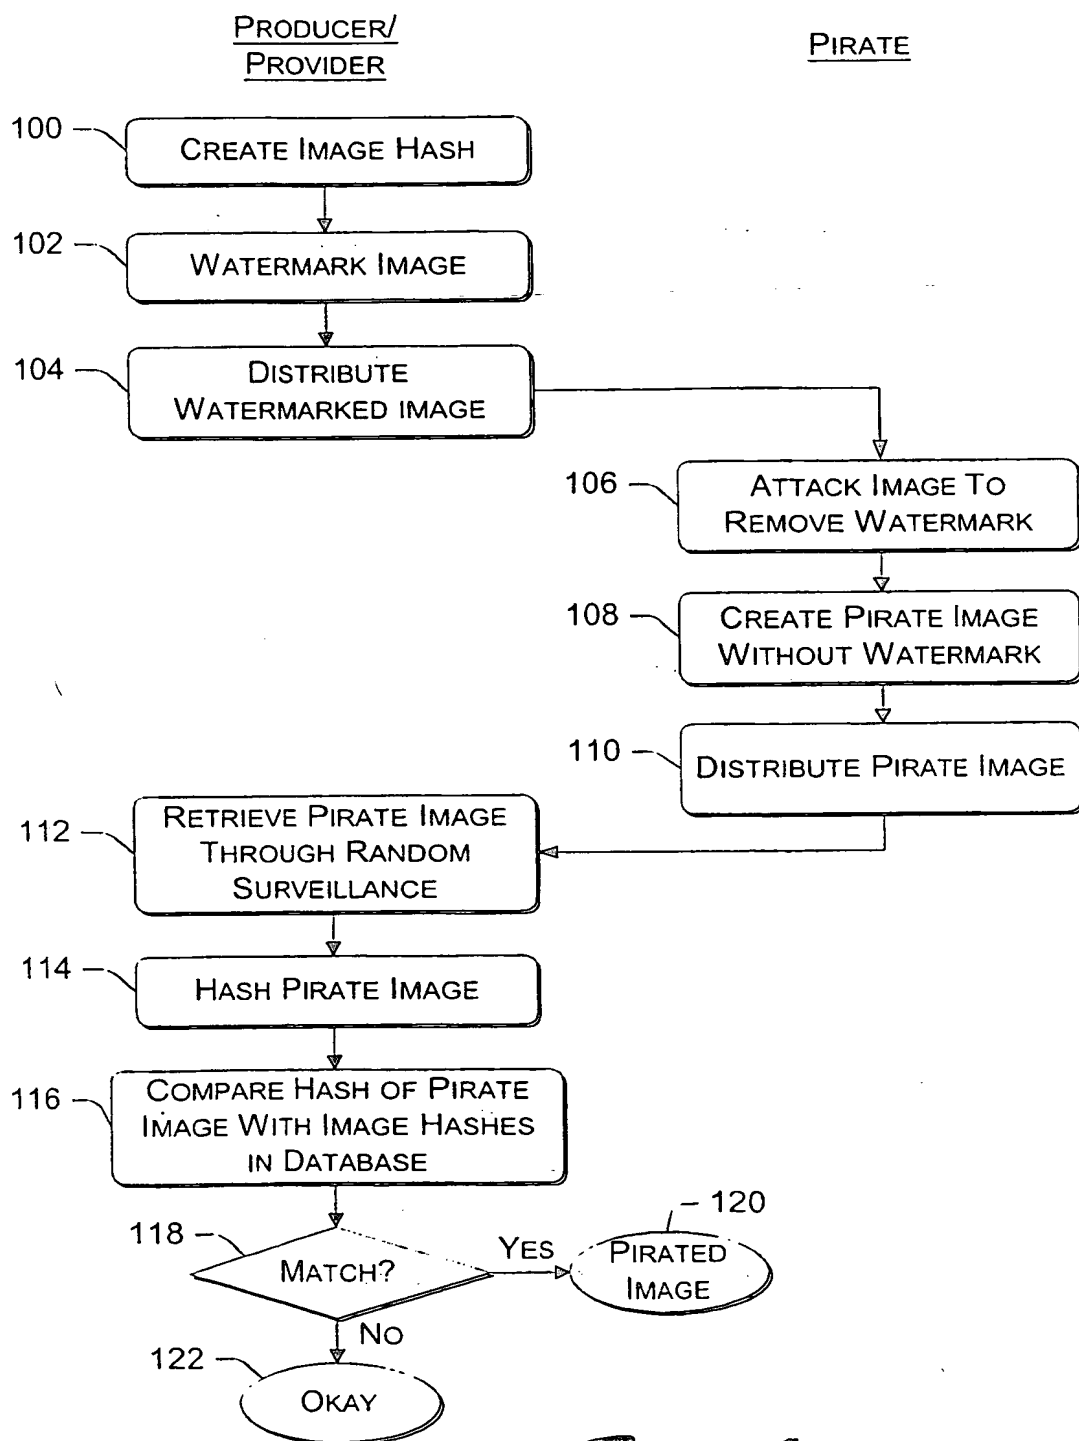 PRODUCER/
PROVIDER
PIRATE
100
CREATE IMAGE HASH
102
WATERMARK IMAGE
104
DISTRIBUTE
WATERMARKED IMAGE
106
ATTACK IMAGE TO
REMOVE WATERMARK
108
CREATE PIRATE IMAGE
WITHOUT WATERMARK
110
DISTRIBUTE PIRATE IMAGE
112
RETRIEVE PIRATE IMAGE
THROUGH RANDOM
SURVEILLANCE
114
HASH PIRATE IMAGE
116
COMPARE HASH OF PIRATE
IMAGE WITH IMAGE HASHES
IN DATABASE
118
MATCH?
YES
120
PIRATED
IMAGE
NO
122
OKAY